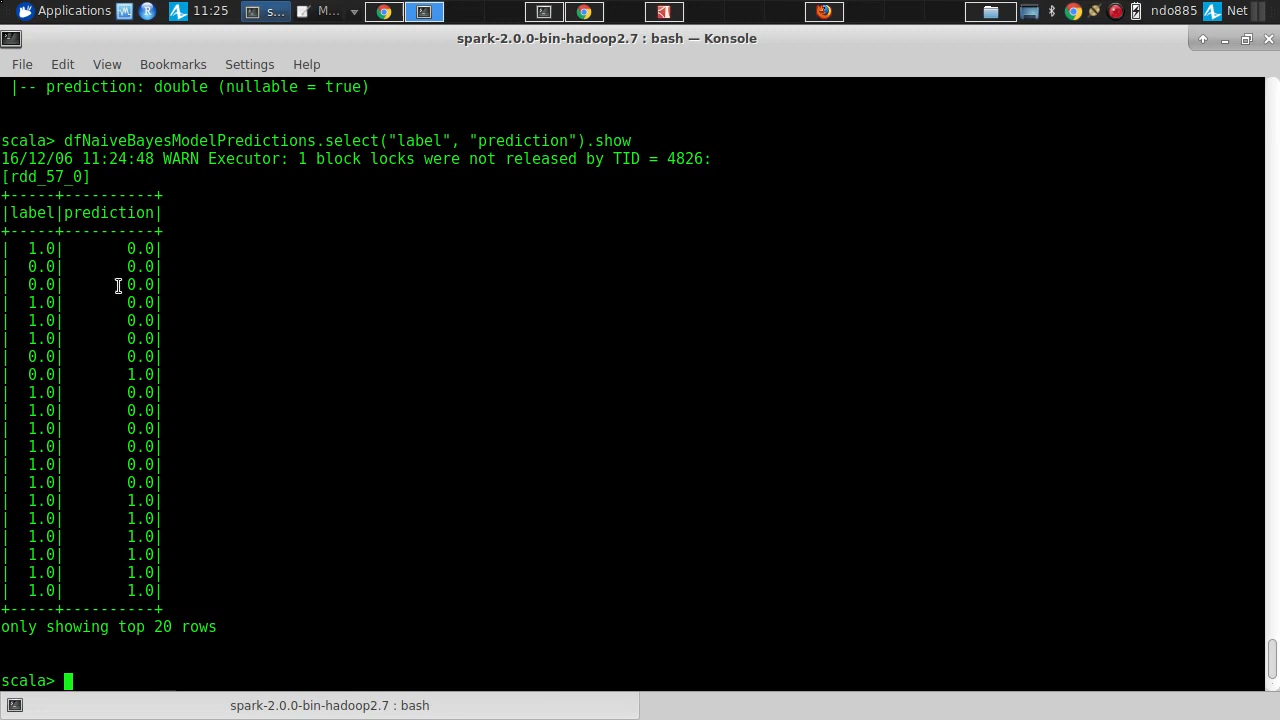 Applications 11:25 s... M... ndo885 Net
spark-2.0.0-bin-hadoop2.7 : bash — Konsole
File Edit View Bookmarks Settings Help
|-- prediction: double (nullable = true)
scala> dfNaiveBayesModelPredictions.select("label", "prediction").show
16/12/06 11:24:48 WARN Executor: 1 block locks were not released by TID = 4826:
[rdd_57_0]
+-----+----------+
|label|prediction|
+-----+----------+
|  1.0|       0.0|
|  0.0|       0.0|
|  0.0|       0.0|
|  1.0|       0.0|
|  1.0|       0.0|
|  1.0|       0.0|
|  0.0|       0.0|
|  0.0|       1.0|
|  1.0|       0.0|
|  1.0|       0.0|
|  1.0|       0.0|
|  1.0|       0.0|
|  1.0|       0.0|
|  1.0|       0.0|
|  1.0|       1.0|
|  1.0|       1.0|
|  1.0|       1.0|
|  1.0|       1.0|
|  1.0|       1.0|
|  1.0|       1.0|
+-----+----------+
only showing top 20 rows
scala>
spark-2.0.0-bin-hadoop2.7 : bash